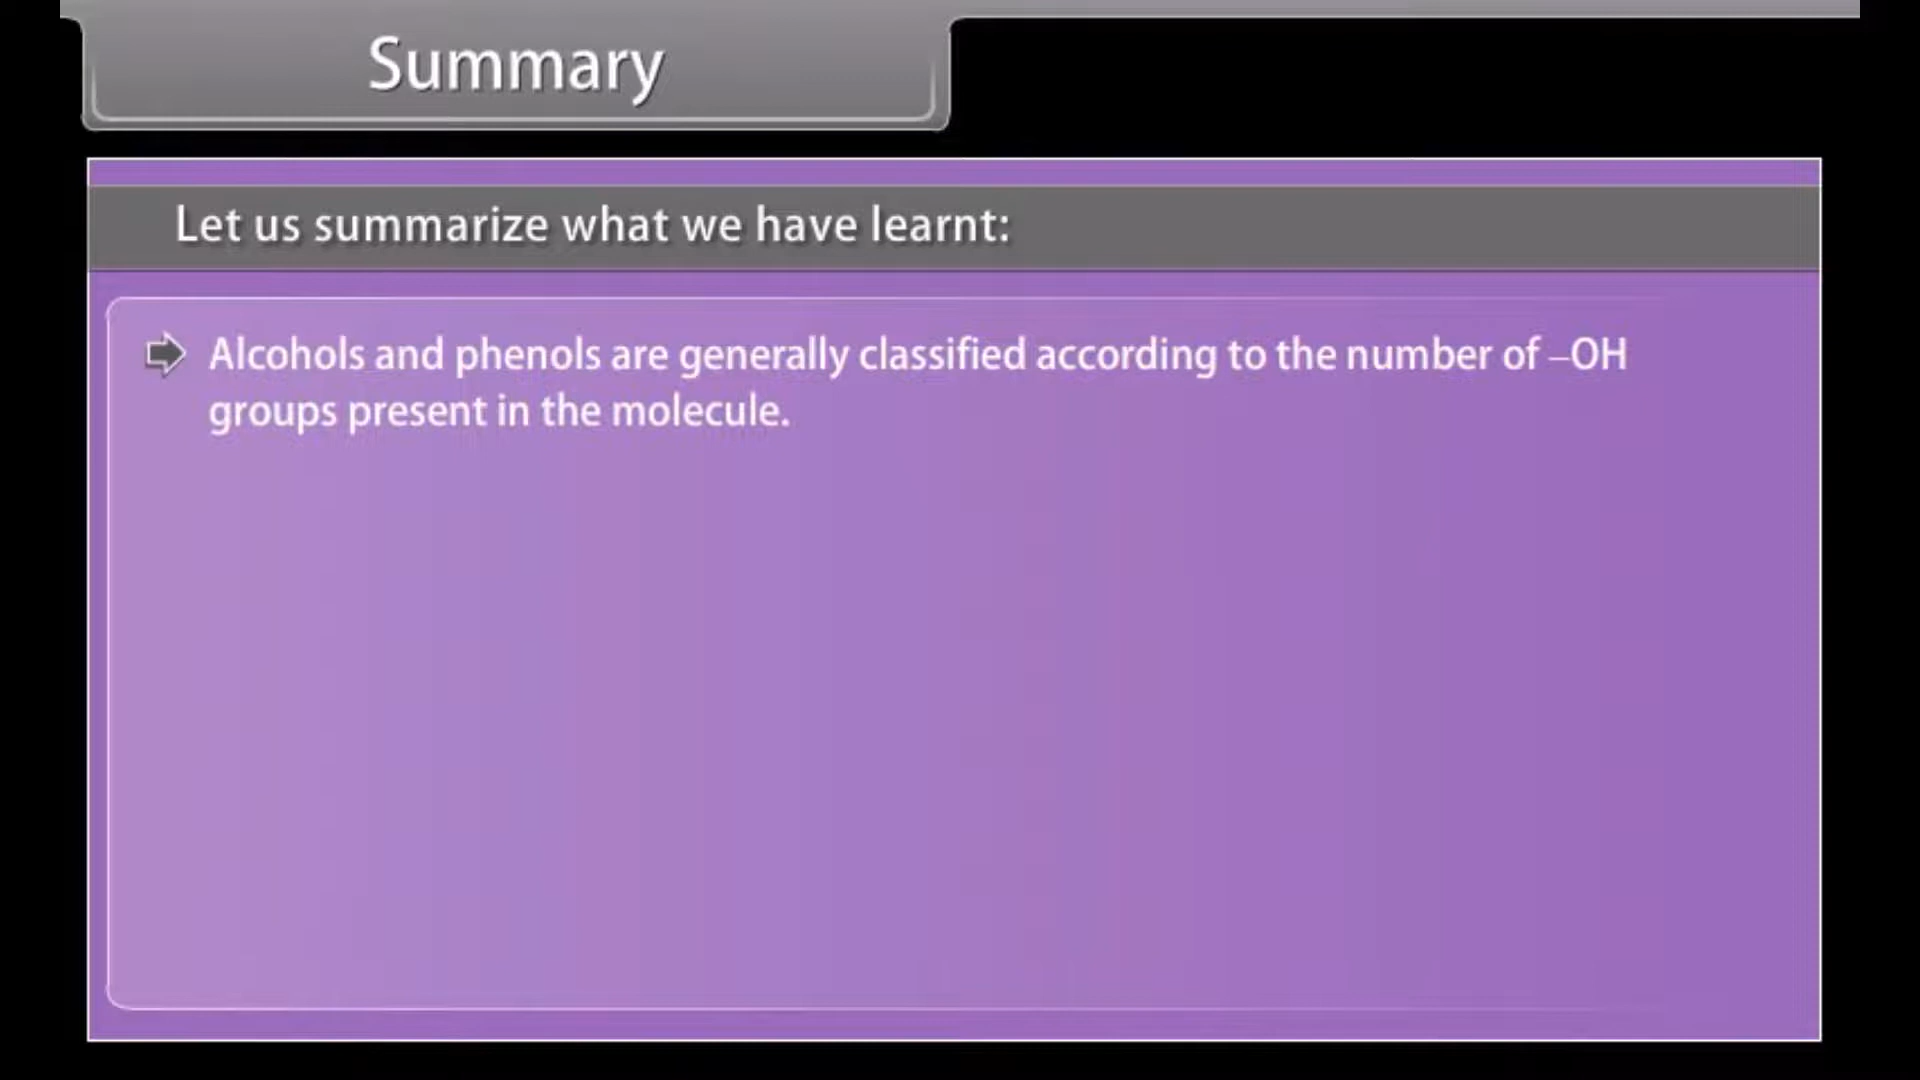 Summary
Let us summarize what we have learnt:
Alcohols and phenols are generally classified according to the number of –OH
groups present in the molecule.